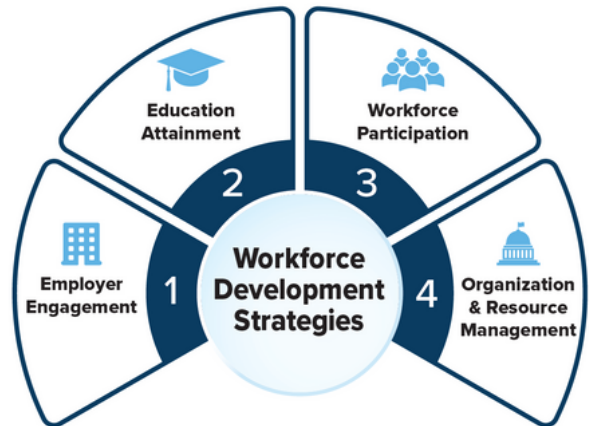 Education
Attainment
Workforce
Participation
2
3
Employer
Engagement
1
Workforce
Development
Strategies
4
Organization
& Resource
Management